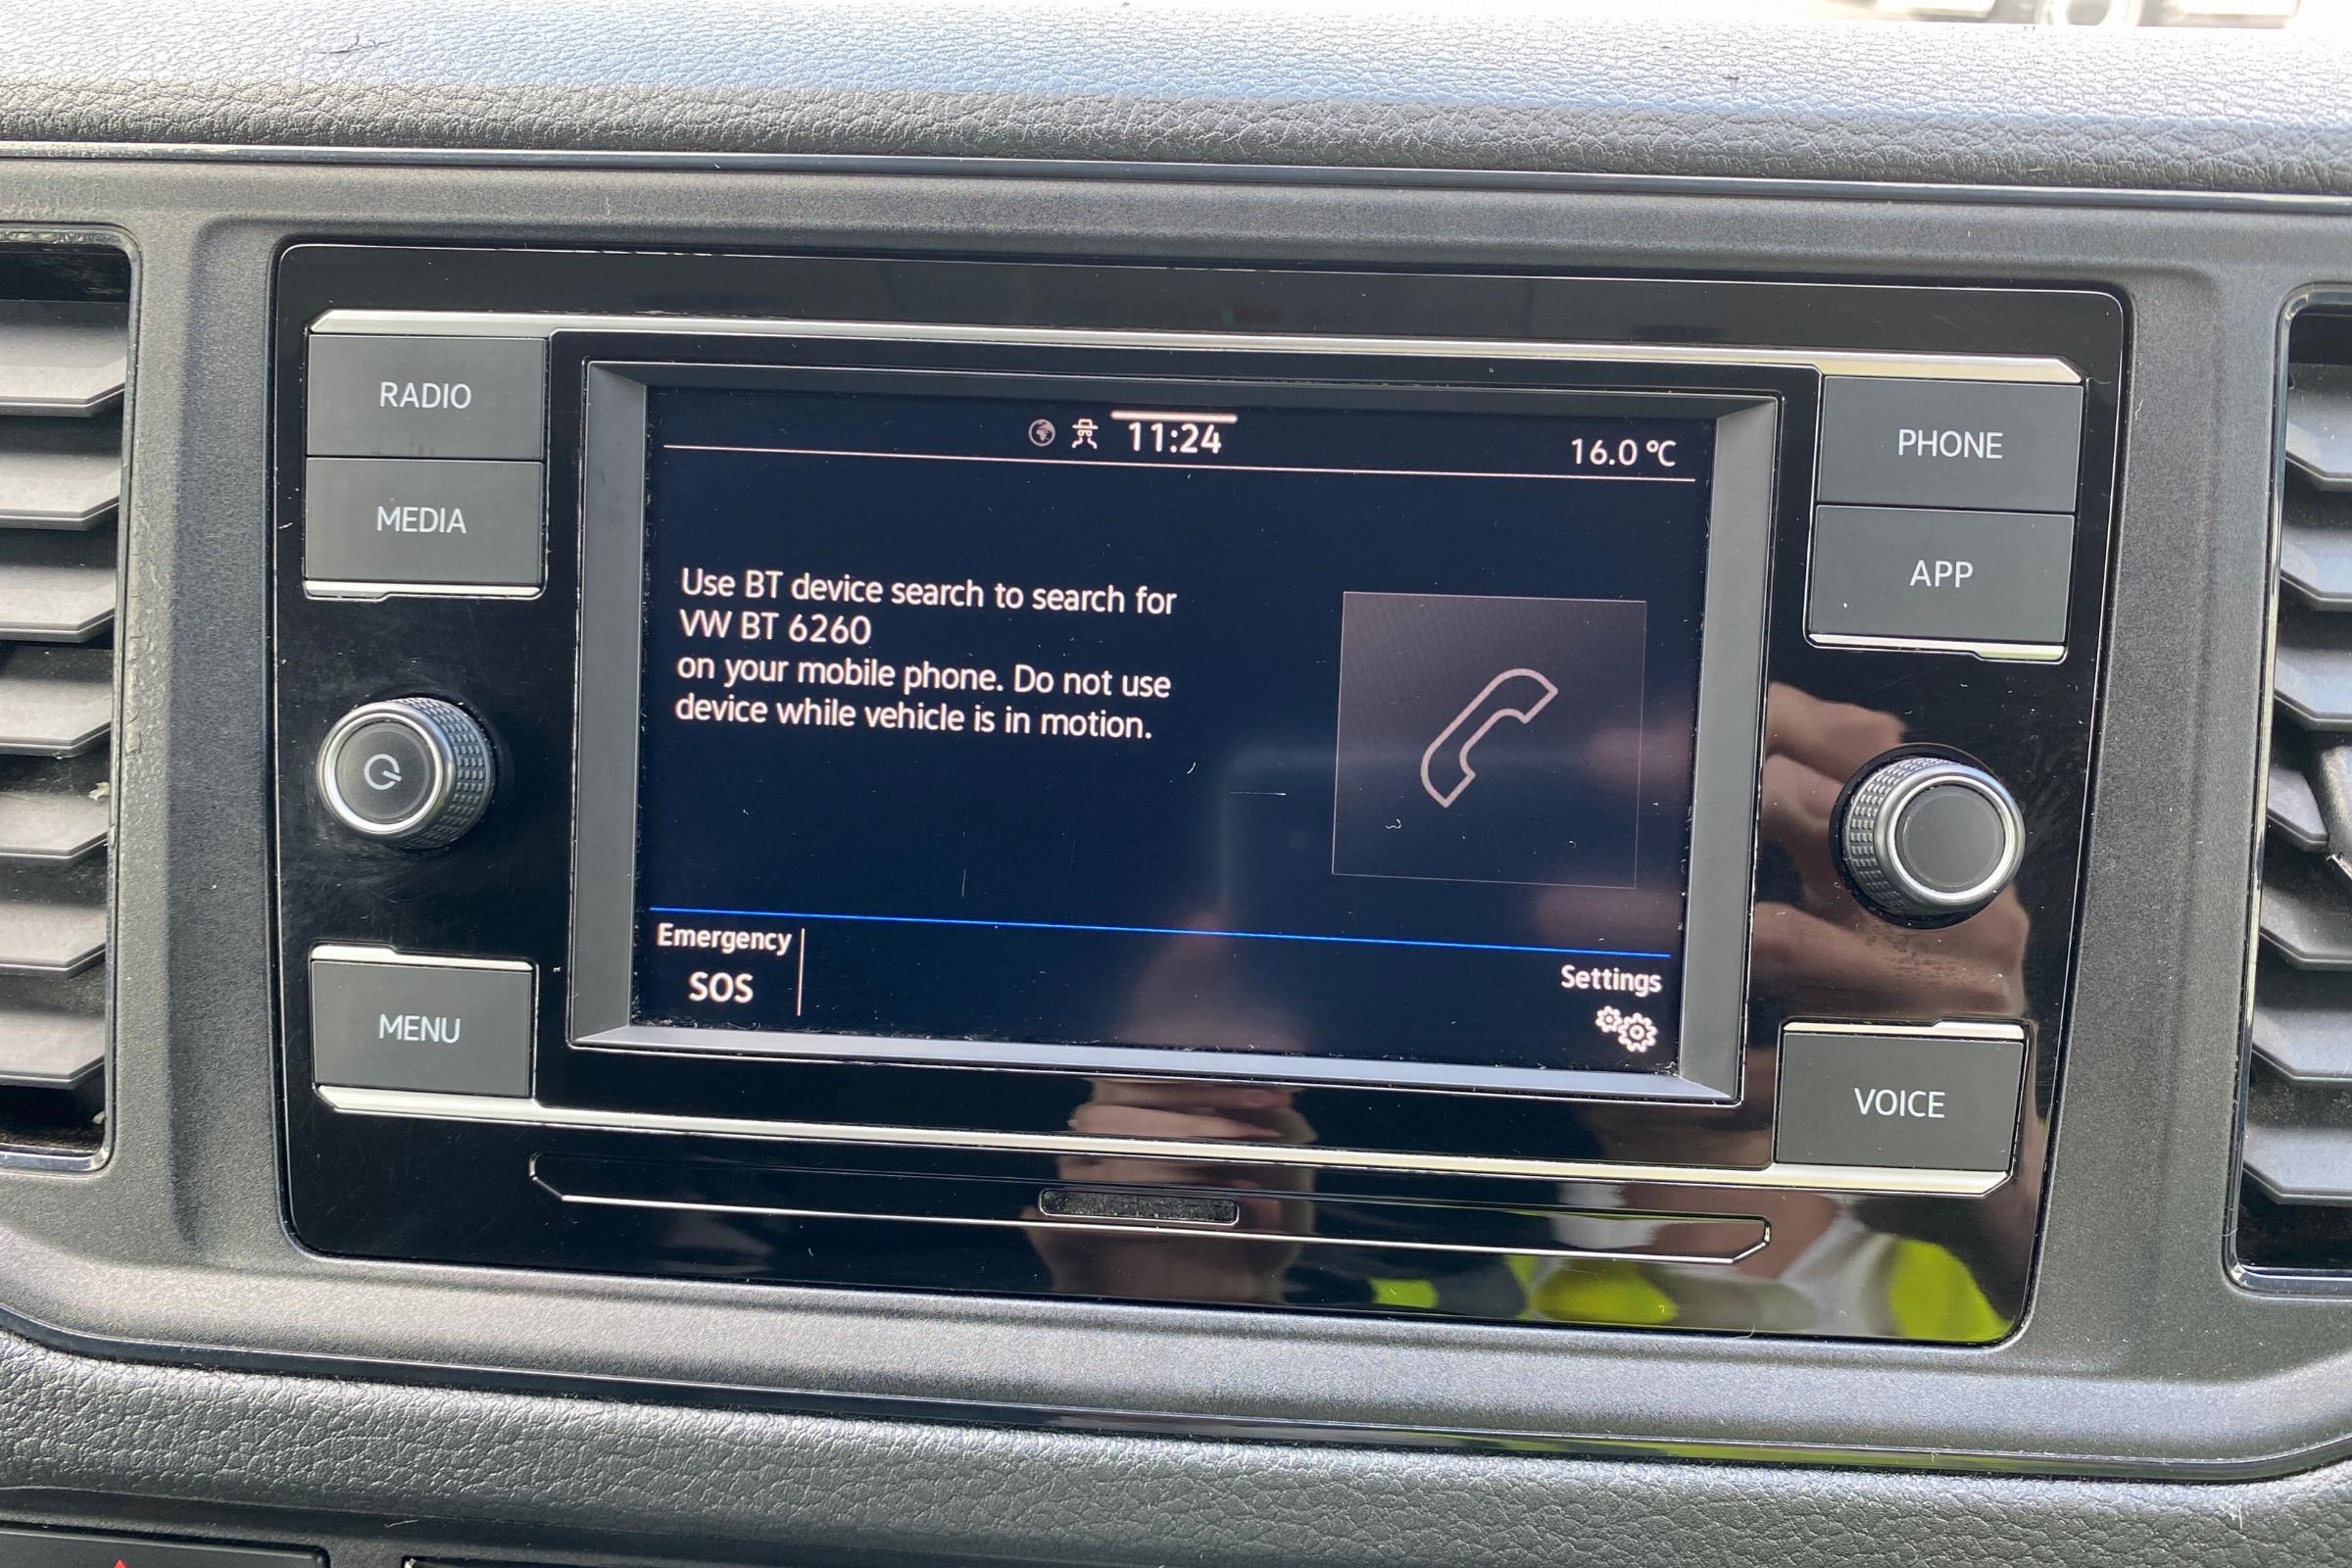 RADIO
MEDIA
MENU
11:24
16.0 °C
Use BT device search to search for
VW BT 6260
on your mobile phone. Do not use
device while vehicle is in motion.
Emergency
SOS
Settings
PHONE
APP
VOICE